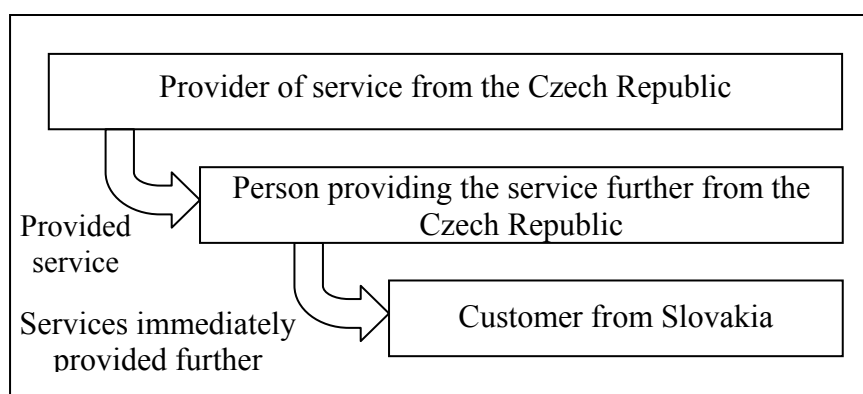 Provider of service from the Czech Republic
Person providing the service further from the
Czech Republic
Provided
service
Customer from Slovakia
Services immediately
provided further